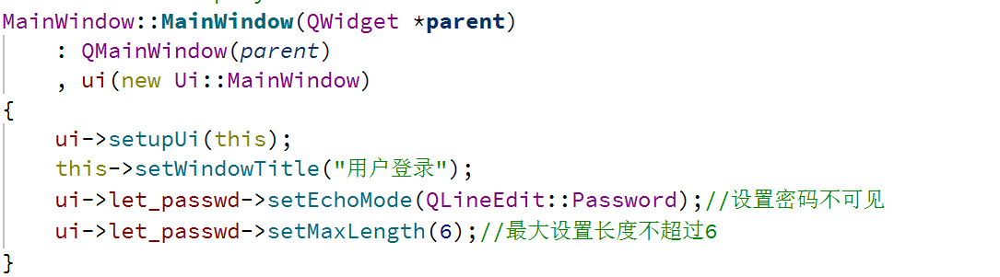 MainWindow::MainWindow(QWidget *parent)
    : QMainWindow(parent)
    , ui(new Ui::MainWindow)
{
    ui->setupUi(this);
    this->setWindowTitle("用户登录");
    ui->let_passwd->setEchoMode(QLineEdit::Password);//设置密码不可见
    ui->let_passwd->setMaxLength(6);//最大设置长度不超过6
}